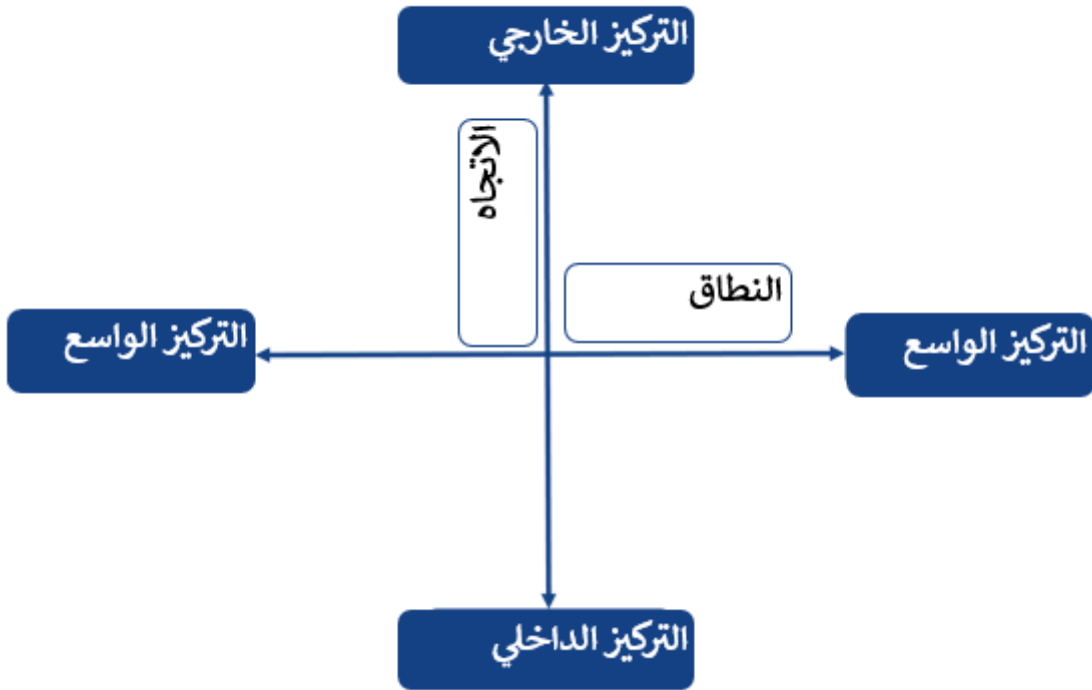 التركيز الخارجي
الاتجاه
النطاق
التركيز الواسع
التركيز الواسع
التركيز الداخلي